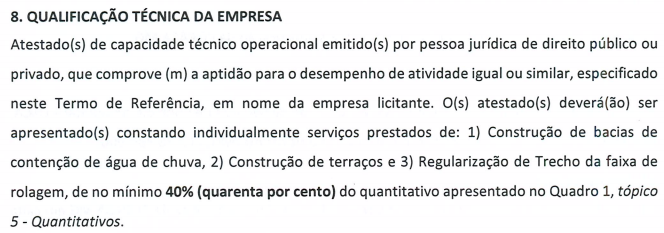 8. QUALIFICAÇÃO TÉCNICA DA EMPRESA
Atestado(s) de capacidade técnico operacional emitido(s) por pessoa jurídica de direito público ou
privado, que comprove (m) a aptidão para o desempenho de atividade igual ou similar, especificado
neste Termo de Referência, em nome da empresa licitante. O(s) atestado(s) deverá(ão) ser
apresentado(s) constando individualmente serviços prestados de: 1) Construção de bacias de
contenção de água de chuva, 2) Construção de terraços e 3) Regularização de Trecho da faixa de
rolagem, de no mínimo 40% (quarenta por cento) do quantitativo apresentado no Quadro 1, tópico
5 - Quantitativos.